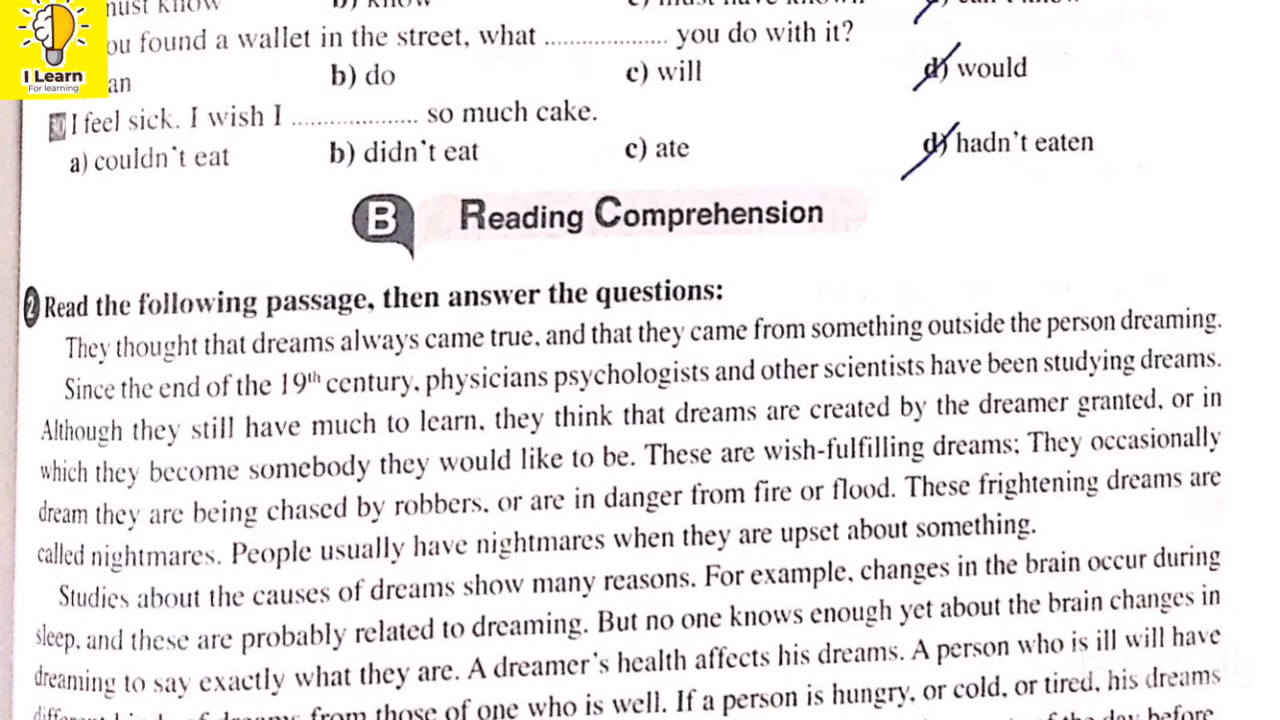 must know b) know c) must have known
I Learn
For learning
ou found a wallet in the street, what .................... you do with it?
an b) do c) will d) would
30 I feel sick. I wish I .................... so much cake.
a) couldn't eat b) didn't eat c) ate d) hadn't eaten
B Reading Comprehension
2 Read the following passage, then answer the questions:
They thought that dreams always came true, and that they came from something outside the person dreaming.
Since the end of the 19th century, physicians psychologists and other scientists have been studying dreams.
Although they still have much to learn, they think that dreams are created by the dreamer granted, or in
which they become somebody they would like to be. These are wish-fulfilling dreams; They occasionally
dream they are being chased by robbers, or are in danger from fire or flood. These frightening dreams are
called nightmares. People usually have nightmares when they are upset about something.
Studies about the causes of dreams show many reasons. For example, changes in the brain occur during
sleep, and these are probably related to dreaming. But no one knows enough yet about the brain changes in
dreaming to say exactly what they are. A dreamer's health affects his dreams. A person who is ill will have
from those of one who is well. If a person is hungry, or cold, or tired, his dreams
of the day before